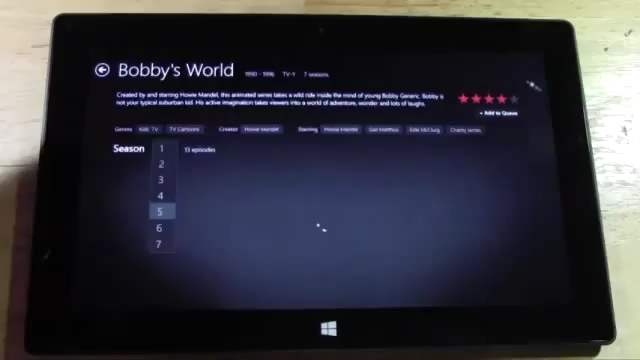 Bobby's World 1990 - 1996 TV-Y 7 seasons
Created by and starring Howie Mandel, this animated series takes a wild ride inside the mind of young Bobby Generic. Bobby is
not your typical suburban kid. His active imagination takes viewers into a world of adventure, wonder and lots of laughs.
+ Add to Queue
Genres Kids' TV TV Cartoons Creator Howie Mandel Starring Howie Mandel Gail Matthius Edie McClurg Charity James
Season 1 13 episodes
2
3
4
5
6
7